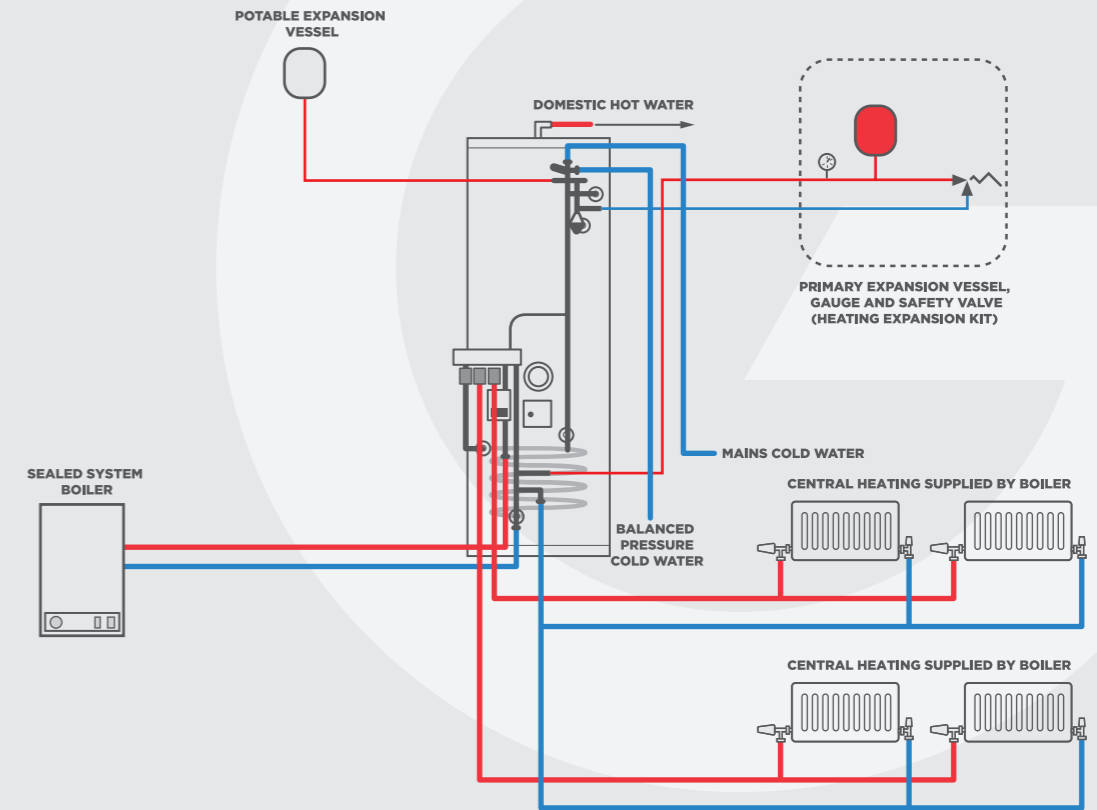 POTABLE EXPANSION
VESSEL
DOMESTIC HOT WATER
PRIMARY EXPANSION VESSEL,
GAUGE AND SAFETY VALVE
(HEATING EXPANSION KIT)
MAINS COLD WATER
SEALED SYSTEM
BOILER
CENTRAL HEATING SUPPLIED BY BOILER
BALANCED
PRESSURE
COLD WATER
CENTRAL HEATING SUPPLIED BY BOILER